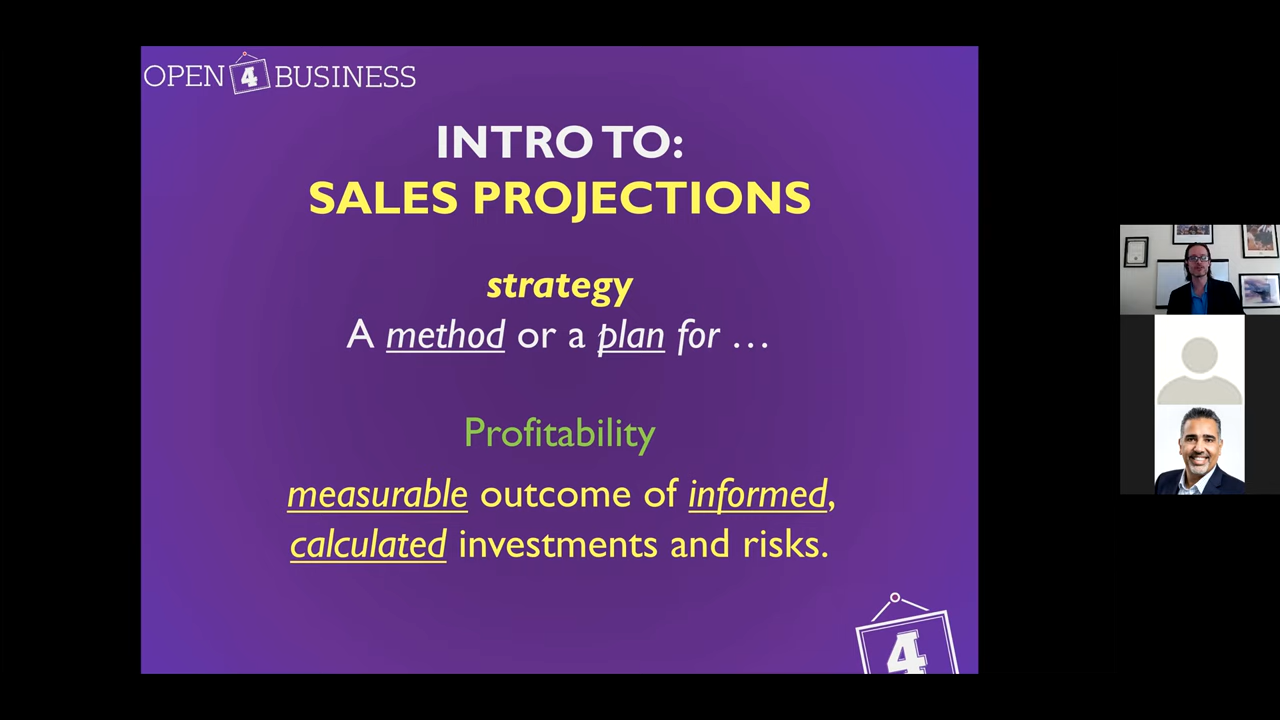 OPEN 4 BUSINESS
INTRO TO:
SALES PROJECTIONS
strategy
A method or a plan for ...
Profitability
measurable outcome of informed,
calculated investments and risks.
4